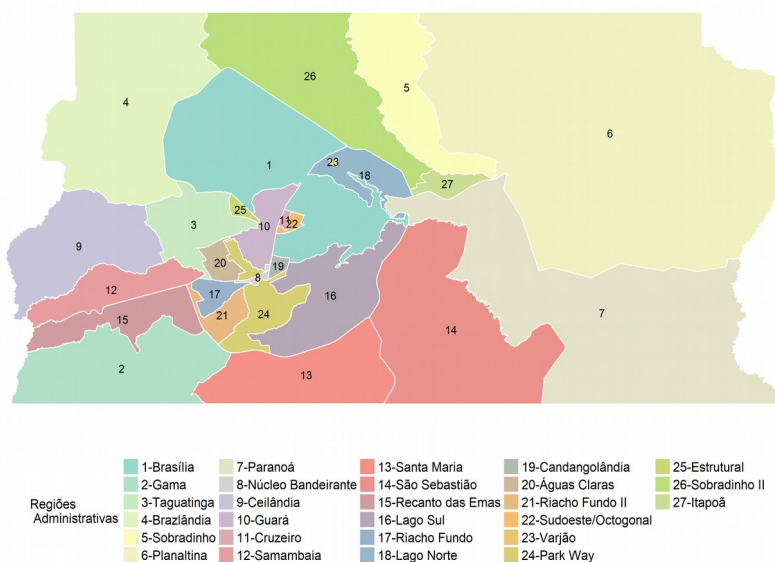 26
4
5
6
23
18
27
1
25
11
22
3
10
9
20
19
8
12
17
16
7
15
21
24
14
2
13
Regiões
Administrativas
1-Brasília
2-Gama
3-Taguatinga
4-Brazlândia
5-Sobradinho
6-Planaltina
7-Paranoá
8-Núcleo Bandeirante
9-Ceilândia
10-Guará
11-Cruzeiro
12-Samambaia
13-Santa Maria
14-São Sebastião
15-Recanto das Emas
16-Lago Sul
17-Riacho Fundo
18-Lago Norte
19-Candangolândia
20-Águas Claras
21-Riacho Fundo II
22-Sudoeste/Octogonal
23-Varjão
24-Park Way
25-Estrutural
26-Sobradinho II
27-Itapoã